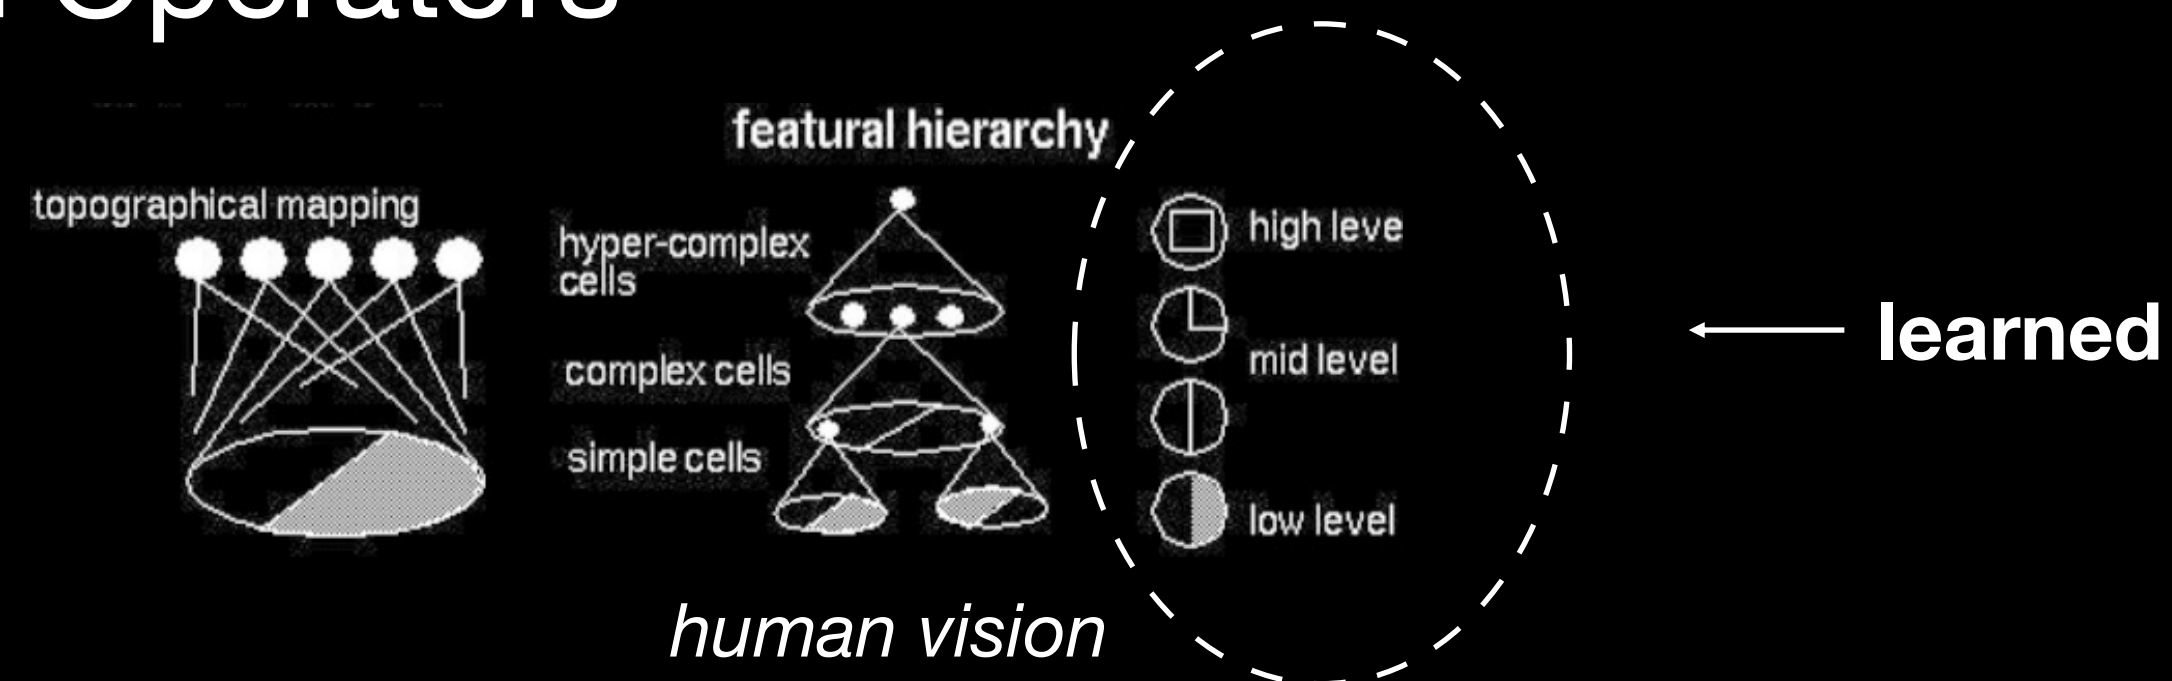 Operators
featural hierarchy
topographical mapping
hyper-complex
cells
complex cells
simple cells
high leve
mid level
low level
learned
human vision